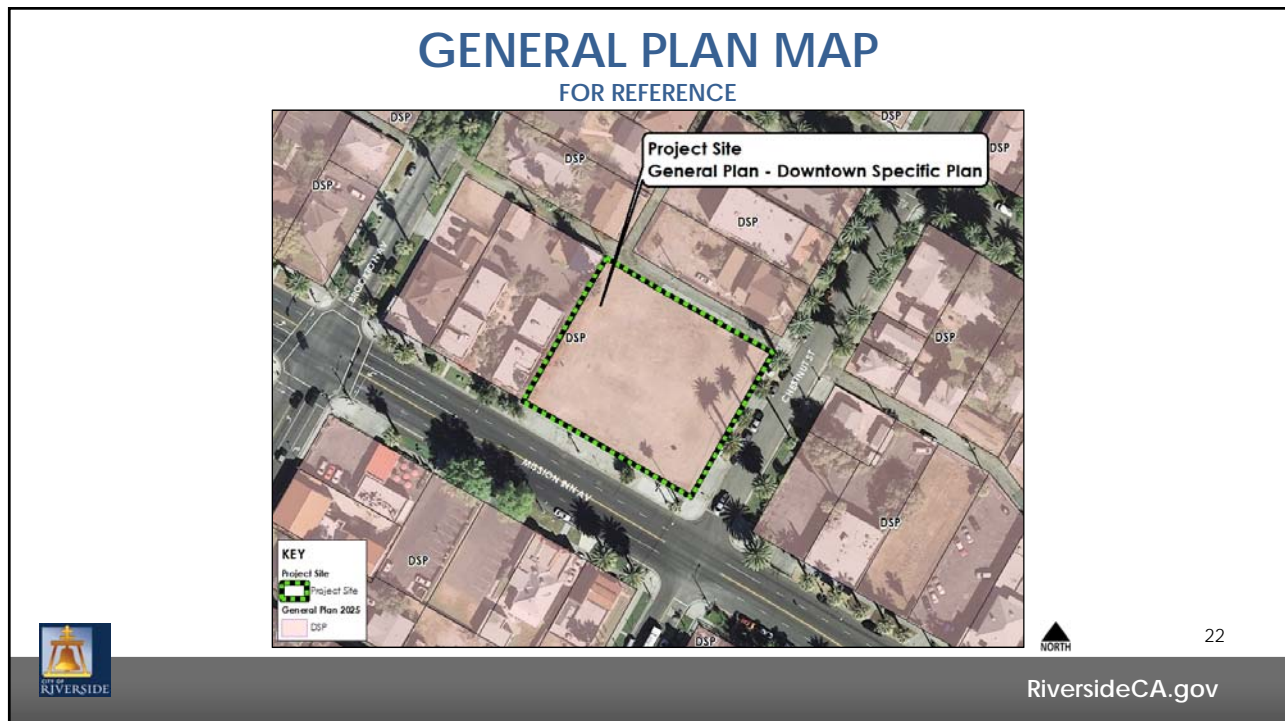 GENERAL PLAN MAP
FOR REFERENCE
DSP
DSP
DSP
DSP
DSP
Project Site
General Plan - Downtown Specific Plan
DSP
BROCKTON AV
DSP
DSP
CHESTNUT ST
MISSION INN AV
DSP
DSP
DSP
KEY
Project Site
Project Site
General Plan 2025
DSP
NORTH
22
CITY OF
RIVERSIDE
RiversideCA.gov